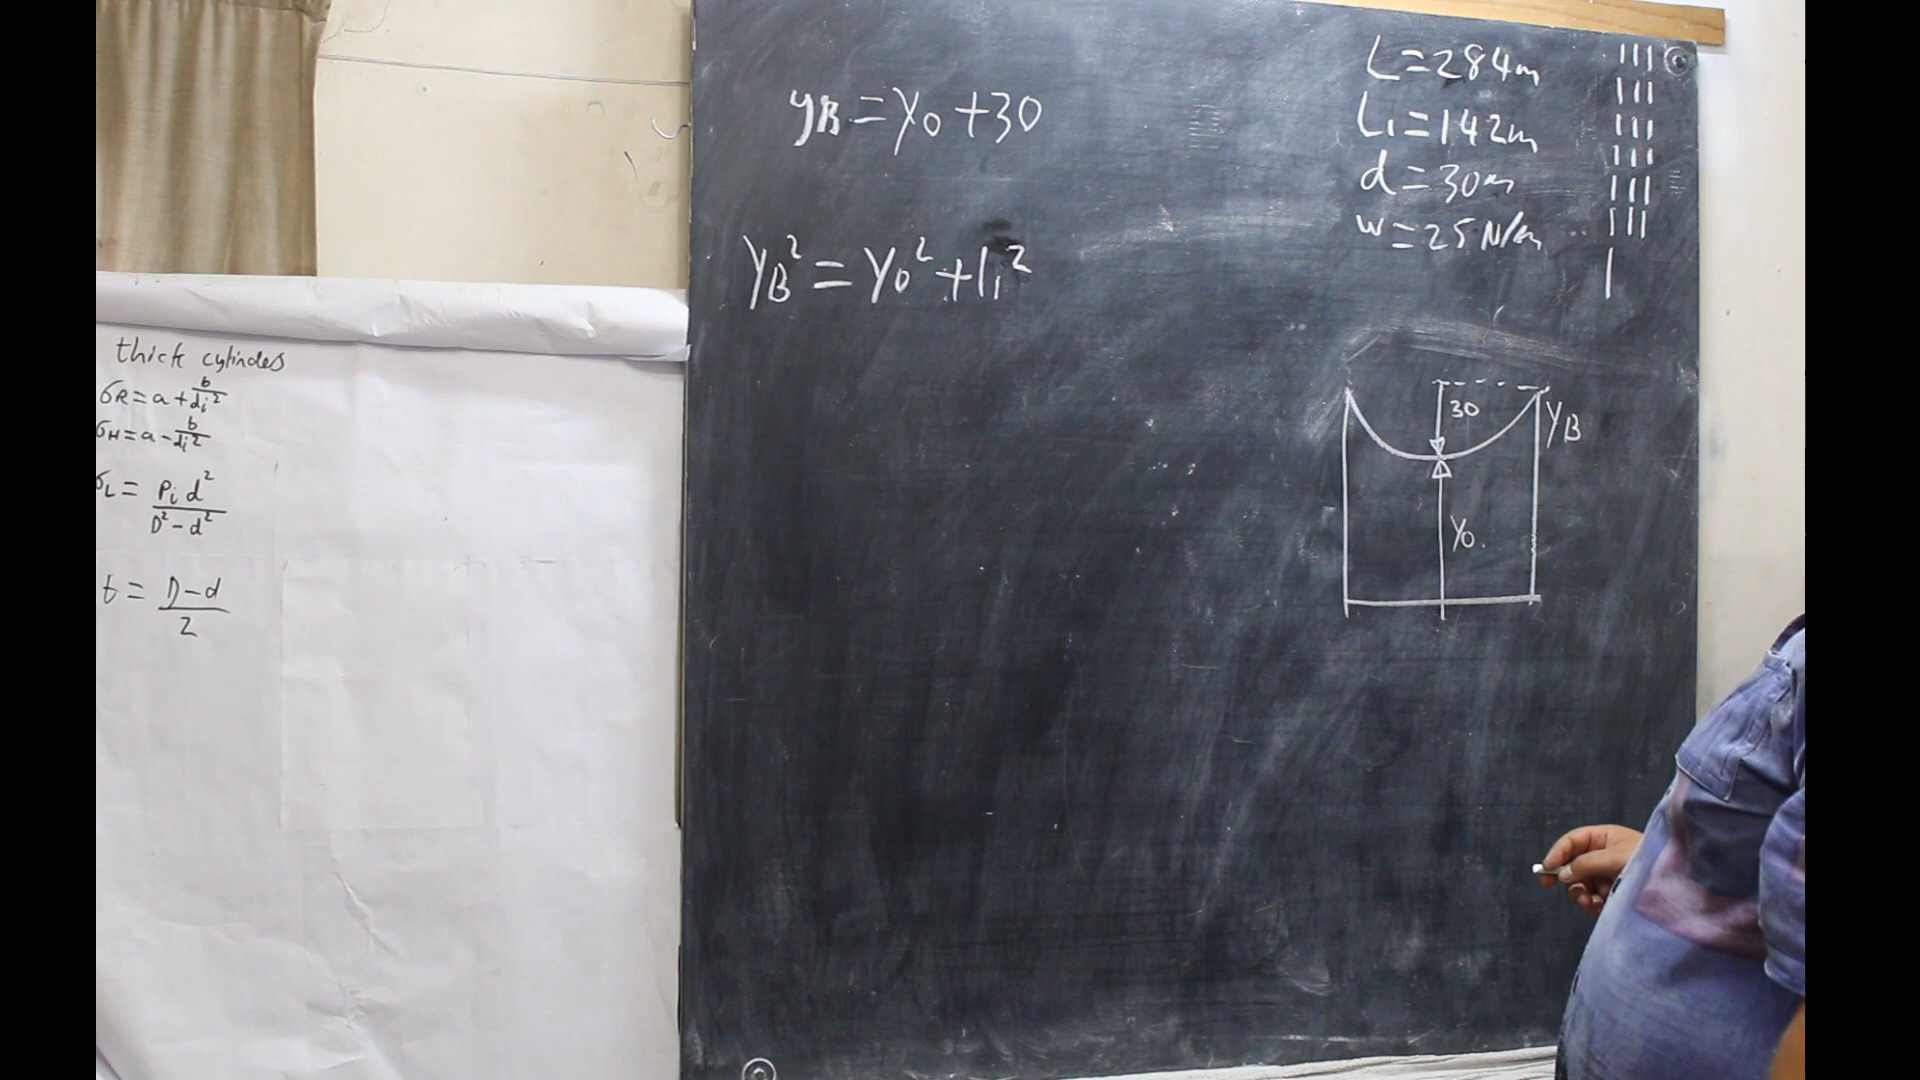 thick cylindes
σR = a + b/di²
σH = a - b/di²
σL = Pi d² / D² - d²
t = D - d / 2
yB = y0 + 30
yB² = y0² + l1²
L = 284m
L1 = 142m
d = 30m
w = 25 N/m
30
yB
y0.